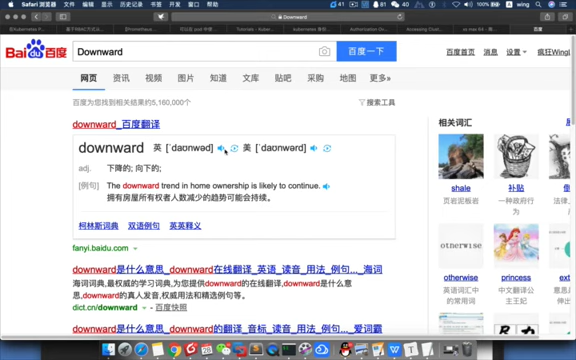 Safari 浏览器 文件 编辑 显示 历史记录 书签 开发 窗口 帮助
41 81 40 100% wing
Downward
百度
Bai百度 Downward 百度一下
百度首页 消息 设置 疯狂Wing
网页 资讯 视频 图片 知道 文库 贴吧 采购 地图 更多»
百度为您找到相关结果约5,160,000个 搜索工具
downward_百度翻译
downward 英 [ˈdaʊnwəd] 美 [ˈdaʊnwərd]
adj. 下降的; 向下的;
[例句] The downward trend in home ownership is likely to continue.
拥有房屋所有权者人数减少的趋势可能会持续。
柯林斯词典 双语例句 英英释义
fanyi.baidu.com
downward是什么意思_downward在线翻译_英语_读音_用法_例句..._海词
海词词典,最权威的学习词典,为您提供downward的在线翻译,downward是什么意
思,downward的真人发音,权威用法和精选例句等。
dict.cn/downward - 百度快照
downward是什么意思_downward的翻译_音标_读音_用法_例句..._爱词霸
相关词汇
shale 补贴
页岩泥板岩 一种政府行
为
otherwise
otherwise princess
英语词汇中 中文翻译公
的常用词 主王妃